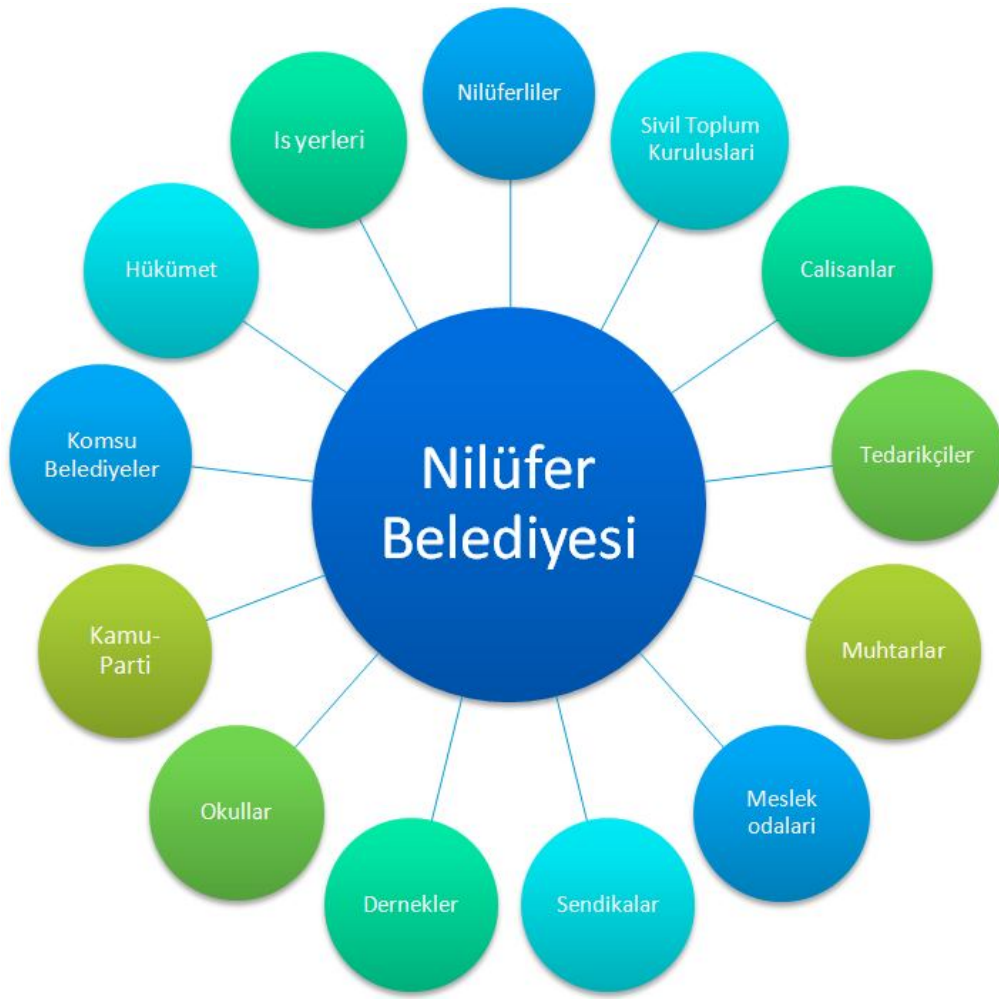 Nilüferliler
Sivil Toplum
Kuruluslari
Calisanlar
Tedarikçiler
Muhtarlar
Meslek
odalari
Sendikalar
Dernekler
Okullar
Kamu-
Parti
Komsu
Belediyeler
Hükümet
Is yerleri
Nilüfer
Belediyesi